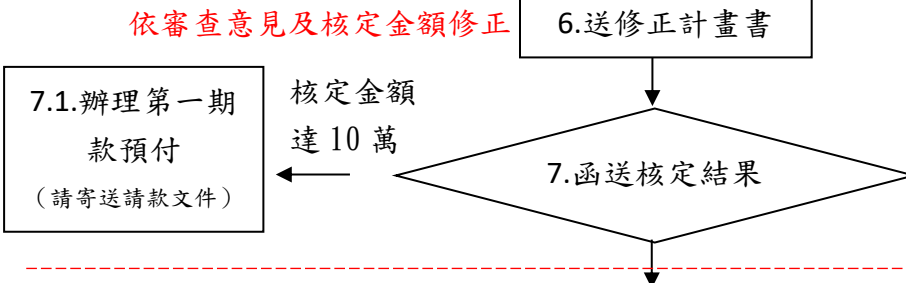 依審查意見及核定金額修正
6.送修正計畫書
7.1.辦理第一期
款預付
（請寄送請款文件）
核定金額
達 10 萬
7.函送核定結果